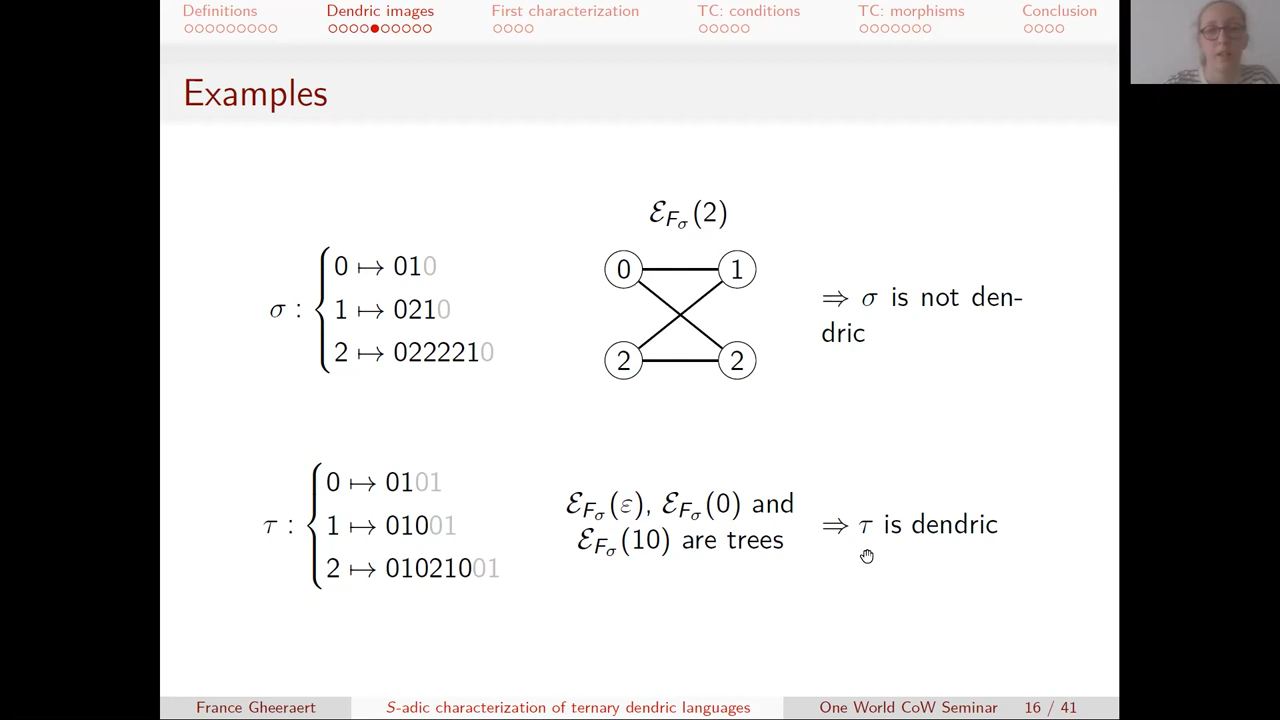 Definitions Dendric images First characterization TC: conditions TC: morphisms Conclusion
Examples
σ : { 0 ↦ 010
1 ↦ 0210
2 ↦ 0222210
ℰ_{F_σ}(2)
0 1
2 2
⇒ σ is not den-
dric
τ : { 0 ↦ 0101
1 ↦ 01001
2 ↦ 01021001
ℰ_{F_σ}(ε), ℰ_{F_σ}(0) and
ℰ_{F_σ}(10) are trees
⇒ τ is dendric
France Gheeraert S-adic characterization of ternary dendric languages One World CoW Seminar 16 / 41